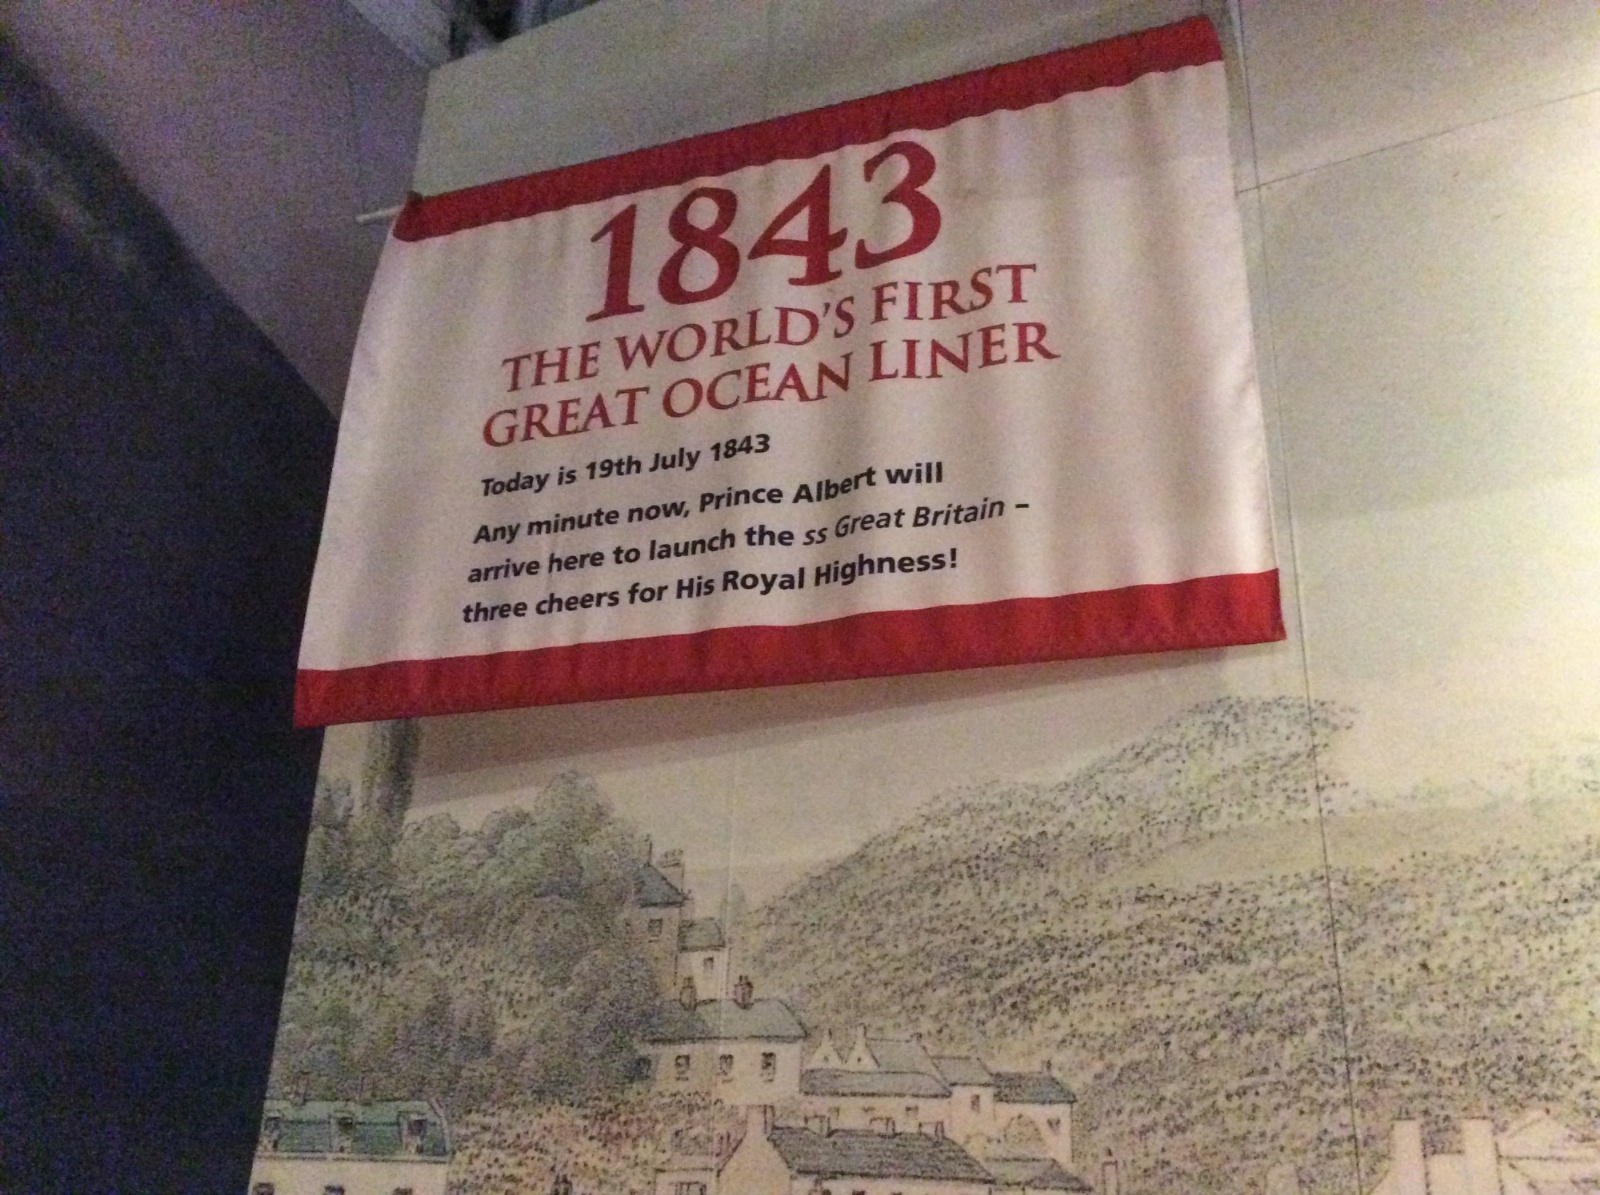 1843
THE WORLD'S FIRST
GREAT OCEAN LINER
Today is 19th July 1843
Any minute now, Prince Albert will
arrive here to launch the ss Great Britain –
three cheers for His Royal Highness!